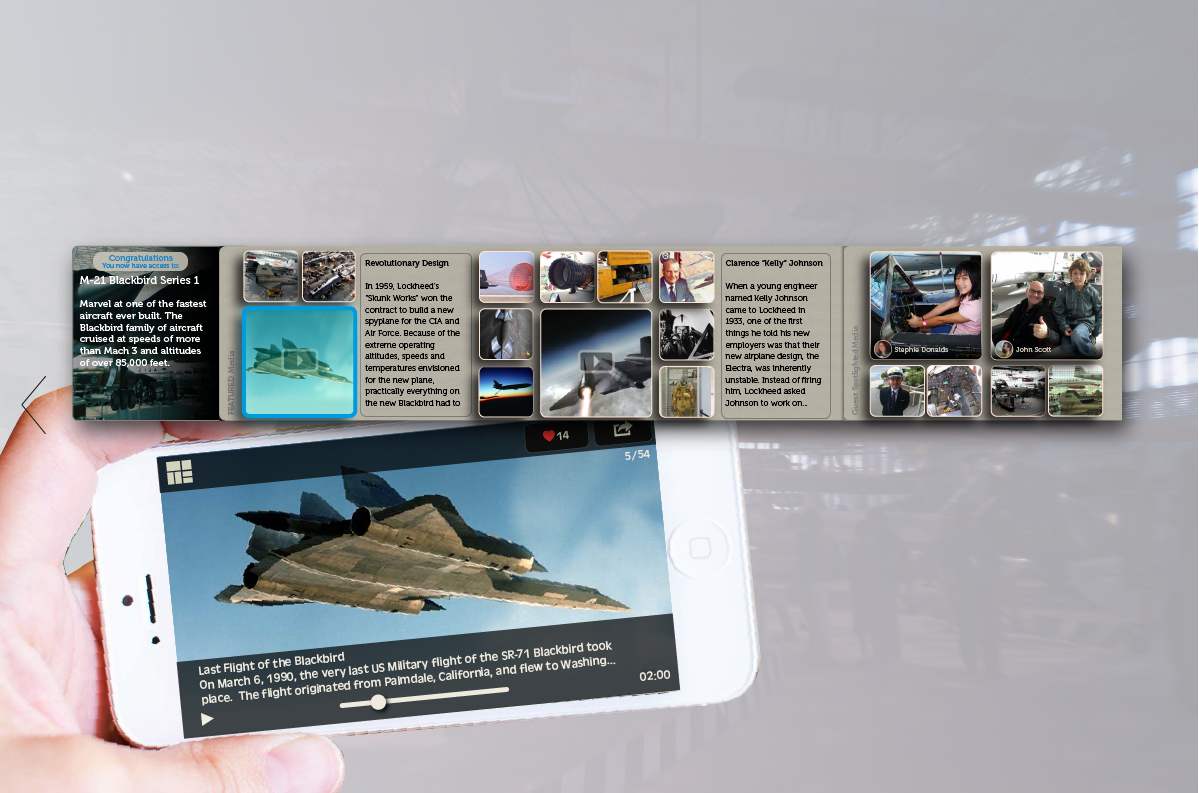 Congratulations
You now have access to:
M-21 Blackbird Series 1
Marvel at one of the fastest
aircraft ever built. The
Blackbird family of aircraft
cruised at speeds of more
than Mach 3 and altitudes
of over 85,000 feet.
FEATURED Media
Revolutionary Design
In 1959, Lockheed's
"Skunk Works" won the
contract to build a new
spyplane for the CIA and
Air Force. Because of the
extreme operating
altitudes, speeds and
temperatures envisioned
for the new plane,
practically everything on
the new Blackbird had to
Clarence "Kelly" Johnson
When a young engineer
named Kelly Johnson
came to Lockheed in
1933, one of the first
things he told his new
employers was that their
new airplane design, the
Electra, was inherently
unstable. Instead of firing
him, Lockheed asked
Johnson to work on...
Guest Spotlighted Media
Stephie Donalds
John Scott
14
5/54
Last Flight of the Blackbird
On March 6, 1990, the very last US Military flight of the SR-71 Blackbird took
place. The flight originated from Palmdale, California, and flew to Washing...
02:00